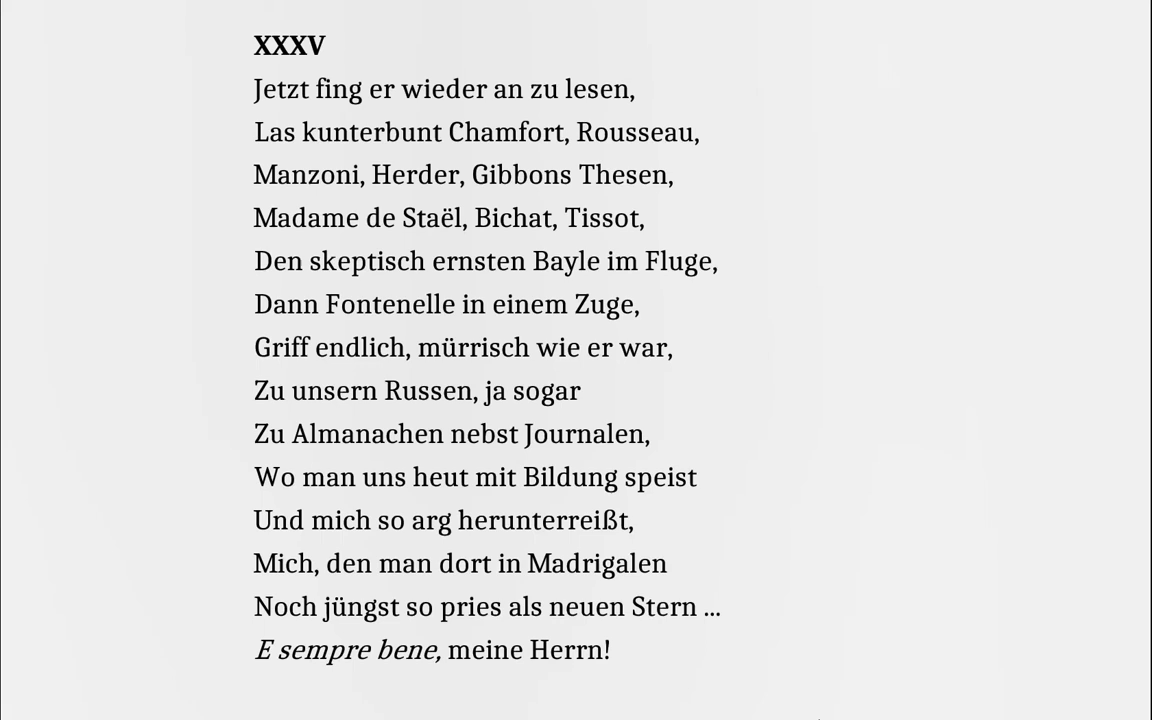 XXXV
Jetzt fing er wieder an zu lesen,
Las kunterbunt Chamfort, Rousseau,
Manzoni, Herder, Gibbons Thesen,
Madame de Staël, Bichat, Tissot,
Den skeptisch ernsten Bayle im Fluge,
Dann Fontenelle in einem Zuge,
Griff endlich, mürrisch wie er war,
Zu unsern Russen, ja sogar
Zu Almanachen nebst Journalen,
Wo man uns heut mit Bildung speist
Und mich so arg herunterreißt,
Mich, den man dort in Madrigalen
Noch jüngst so pries als neuen Stern ...
E sempre bene, meine Herrn!